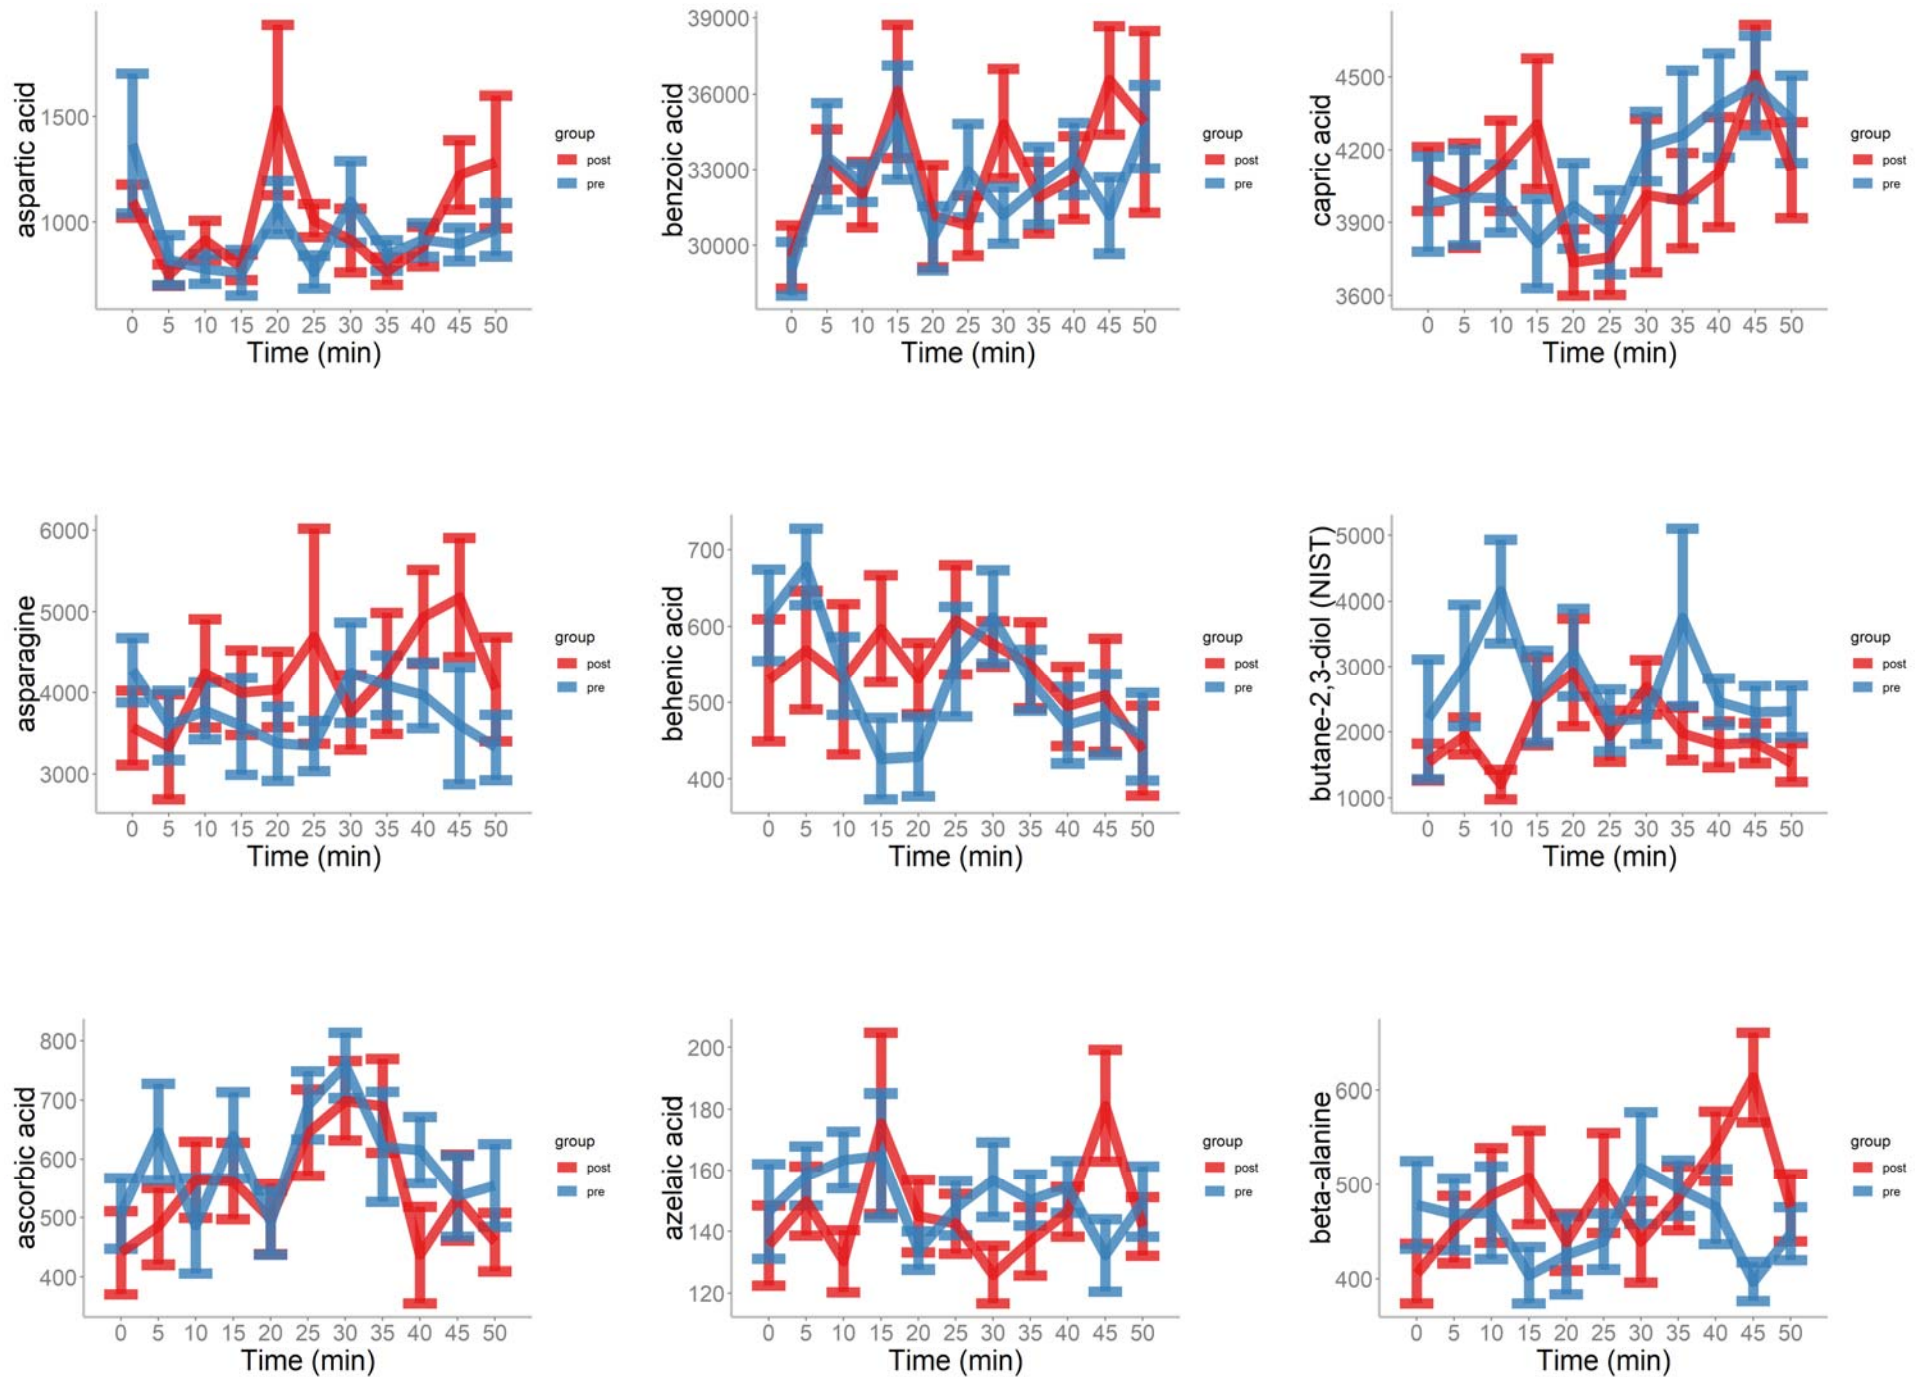 aspartic acid
1500
1000
0 5 10 15 20 25 30 35 40 45 50
Time (min)
group
post
pre
benzoic acid
39000
36000
33000
30000
0 5 10 15 20 25 30 35 40 45 50
Time (min)
group
post
pre
capric acid
4500
4200
3900
3600
0 5 10 15 20 25 30 35 40 45 50
Time (min)
group
post
pre
asparagine
6000
5000
4000
3000
0 5 10 15 20 25 30 35 40 45 50
Time (min)
group
post
pre
behenic acid
700
600
500
400
0 5 10 15 20 25 30 35 40 45 50
Time (min)
group
post
pre
butane-2,3-diol (NIST)
5000
4000
3000
2000
1000
0 5 10 15 20 25 30 35 40 45 50
Time (min)
group
post
pre
ascorbic acid
800
700
600
500
400
0 5 10 15 20 25 30 35 40 45 50
Time (min)
group
post
pre
azelaic acid
200
180
160
140
120
0 5 10 15 20 25 30 35 40 45 50
Time (min)
group
post
pre
beta-alanine
600
500
400
0 5 10 15 20 25 30 35 40 45 50
Time (min)
group
post
pre